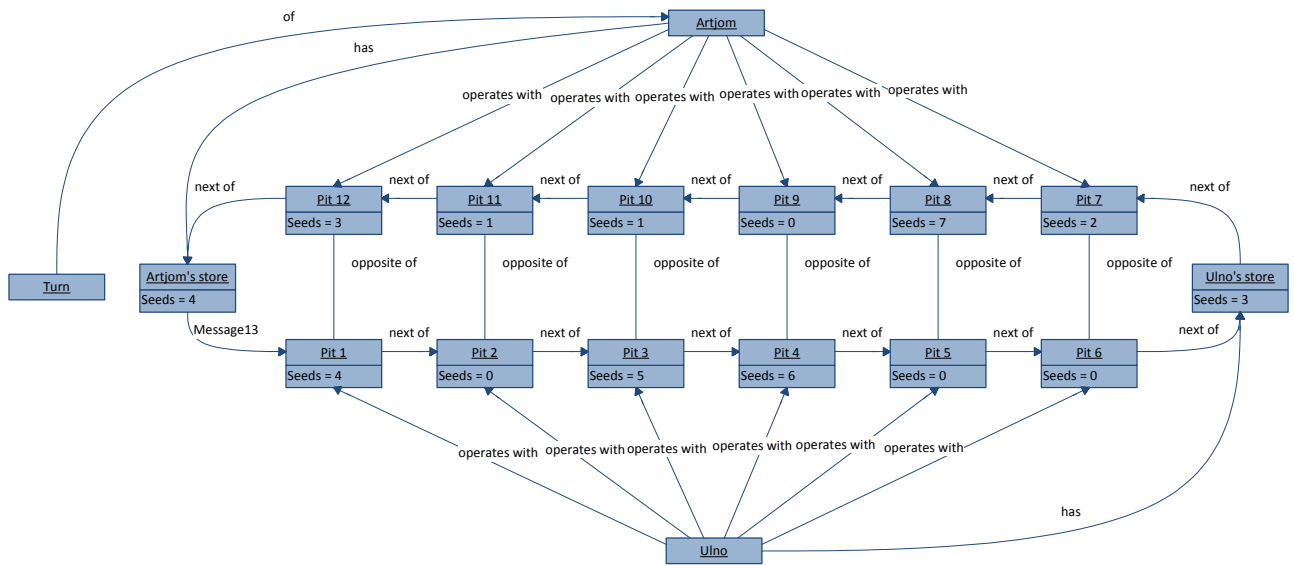 of
Artjom
has
operates with
operates with
operates with
operates with
operates with
operates with
next of
Pit 12
Seeds = 3
next of
Pit 11
Seeds = 1
next of
Pit 10
Seeds = 1
next of
Pit 9
Seeds = 0
next of
Pit 8
Seeds = 7
next of
Pit 7
Seeds = 2
next of
opposite of
opposite of
opposite of
opposite of
opposite of
opposite of
Turn
Artjom's store
Seeds = 4
Ulno's store
Seeds = 3
Message13
Pit 1
Seeds = 4
next of
Pit 2
Seeds = 0
next of
Pit 3
Seeds = 5
next of
Pit 4
Seeds = 6
next of
Pit 5
Seeds = 0
next of
Pit 6
Seeds = 0
next of
operates with
operates with
operates with
operates with
operates with
operates with
has
Ulno